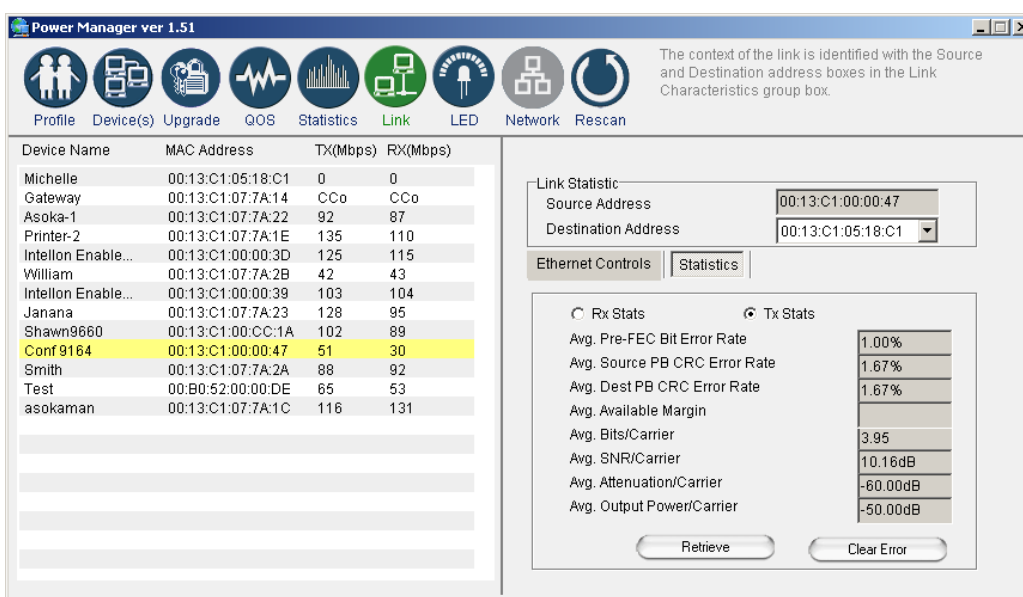 Power Manager ver 1.51
Profile Device(s) Upgrade QOS Statistics Link LED Network Rescan
The context of the link is identified with the Source
and Destination address boxes in the Link
Characteristics group box.
Device Name MAC Address TX(Mbps) RX(Mbps)
Michelle 00:13:C1:05:18:C1 0 0
Gateway 00:13:C1:07:7A:14 CCo CCo
Asoka-1 00:13:C1:07:7A:22 92 87
Printer-2 00:13:C1:07:7A:1E 135 110
Intellon Enable... 00:13:C1:00:00:3D 125 115
William 00:13:C1:07:7A:2B 42 43
Intellon Enable... 00:13:C1:00:00:39 103 104
Janana 00:13:C1:07:7A:23 128 95
Shawn9660 00:13:C1:00:CC:1A 102 89
Conf 9164 00:13:C1:00:00:47 51 30
Smith 00:13:C1:07:7A:2A 88 92
Test 00:B0:52:00:00:DE 65 53
asokaman 00:13:C1:07:7A:1C 116 131
Link Statistic
Source Address 00:13:C1:00:00:47
Destination Address 00:13:C1:05:18:C1
Ethernet Controls Statistics
Rx Stats Tx Stats
Avg. Pre-FEC Bit Error Rate 1.00%
Avg. Source PB CRC Error Rate 1.67%
Avg. Dest PB CRC Error Rate 1.67%
Avg. Available Margin
Avg. Bits/Carrier 3.95
Avg. SNR/Carrier 10.16dB
Avg. Attenuation/Carrier -60.00dB
Avg. Output Power/Carrier -50.00dB
Retrieve Clear Error